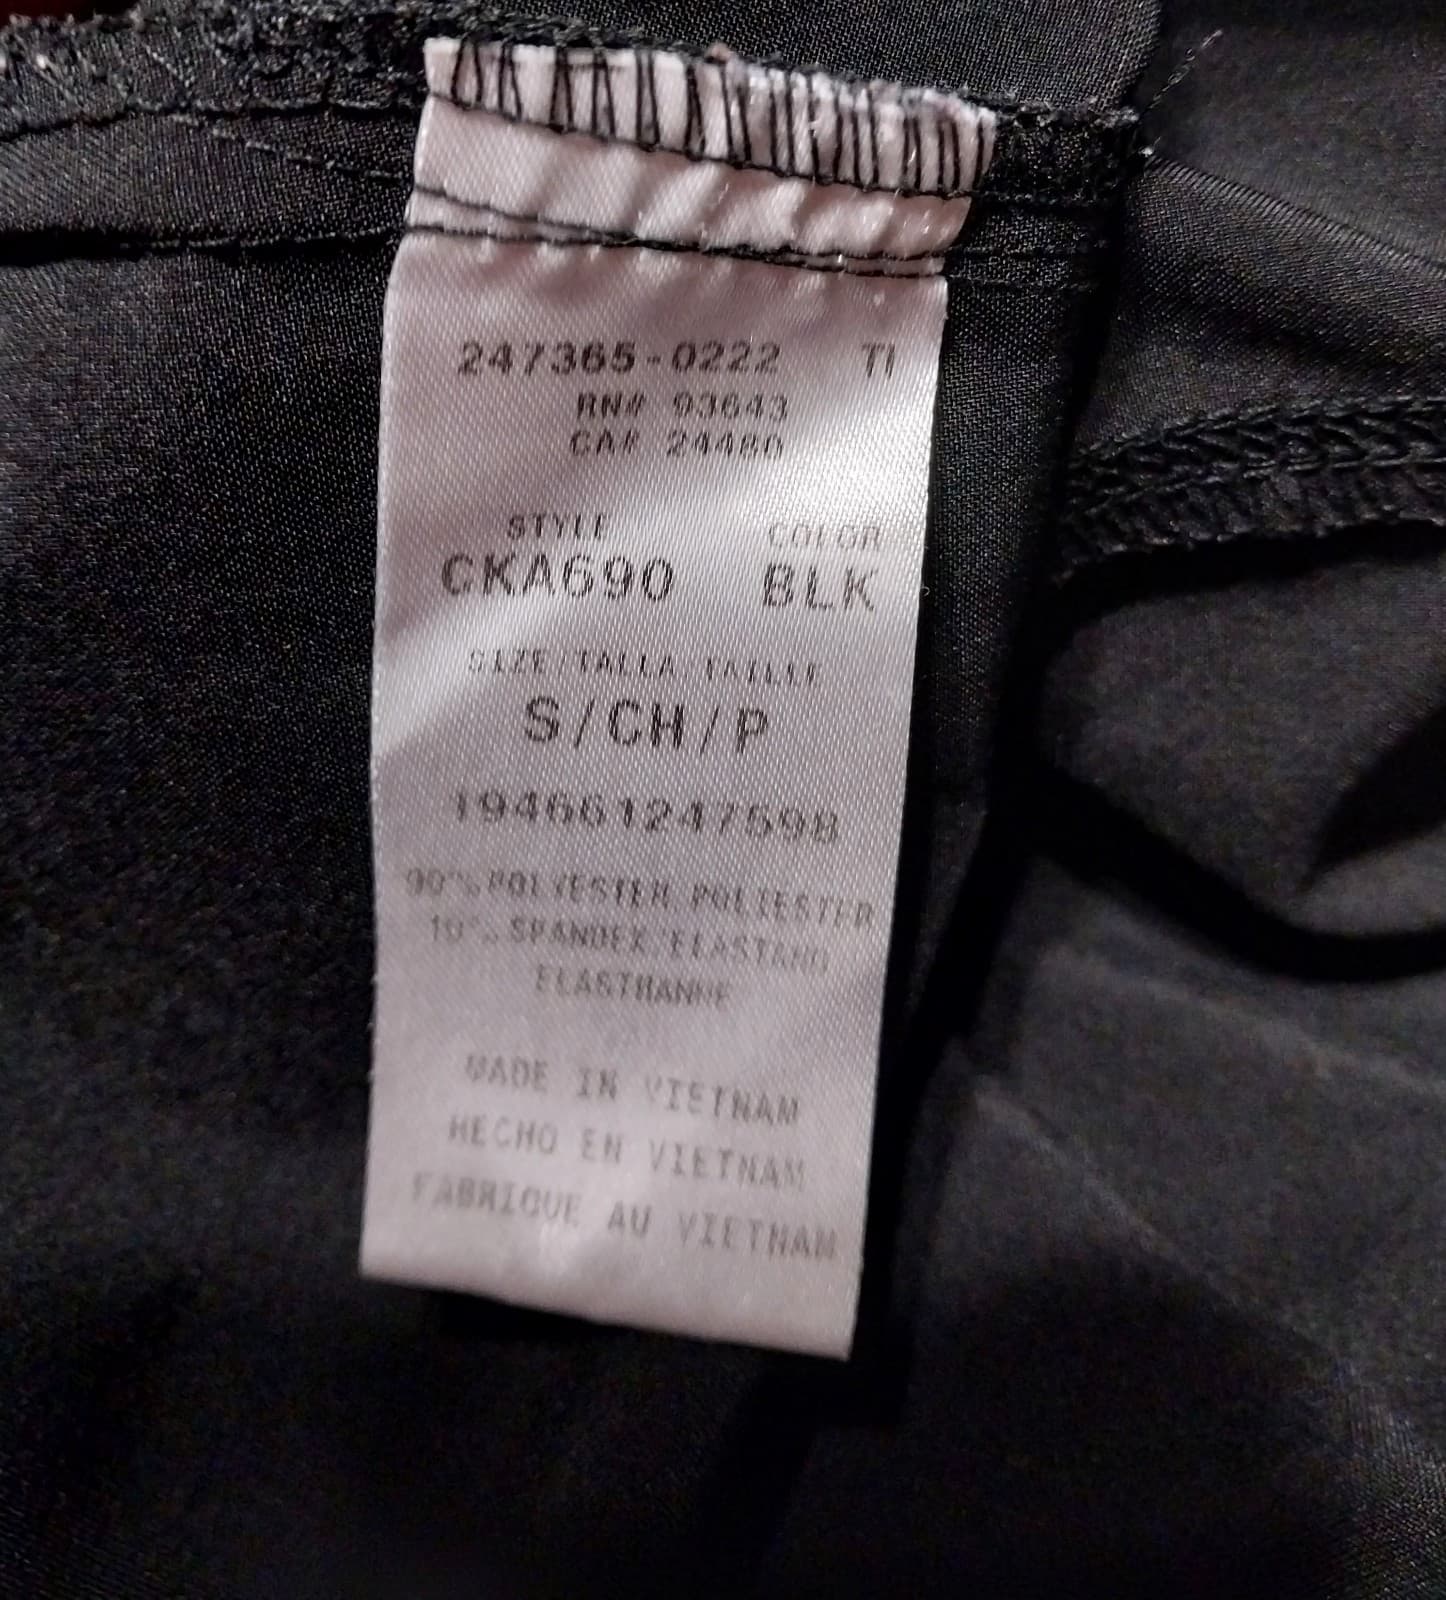 247365-0222 TI
RN# 93643
CA# 24480
STYLE COLOR
CKA690 BLK
SIZE/TALLA/TAILLE
S/CH/P
194661247598
90% POLYESTER/POLIESTER
10% SPANDEX/ELASTANO
ELASTHANNE
MADE IN VIETNAM
HECHO EN VIETNAM
FABRIQUE AU VIETNAM